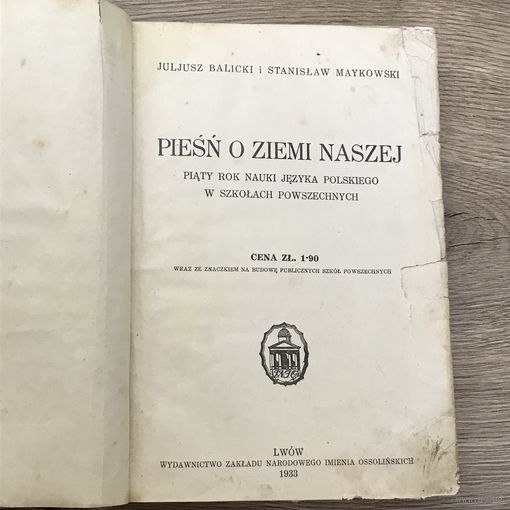 JULJUSZ BALICKI i STANISŁAW MAYKOWSKI
PIEŚŃ O ZIEMI NASZEJ
PIĄTY ROK NAUKI JĘZYKA POLSKIEGO
W SZKOŁACH POWSZECHNYCH
CENA ZŁ. 1·90
WRAZ ZE ZNACZKIEM NA BUDOWĘ PUBLICZNYCH SZKÓŁ POWSZECHNYCH
LWÓW
WYDAWNICTWO ZAKŁADU NARODOWEGO IMIENIA OSSOLIŃSKICH
1933